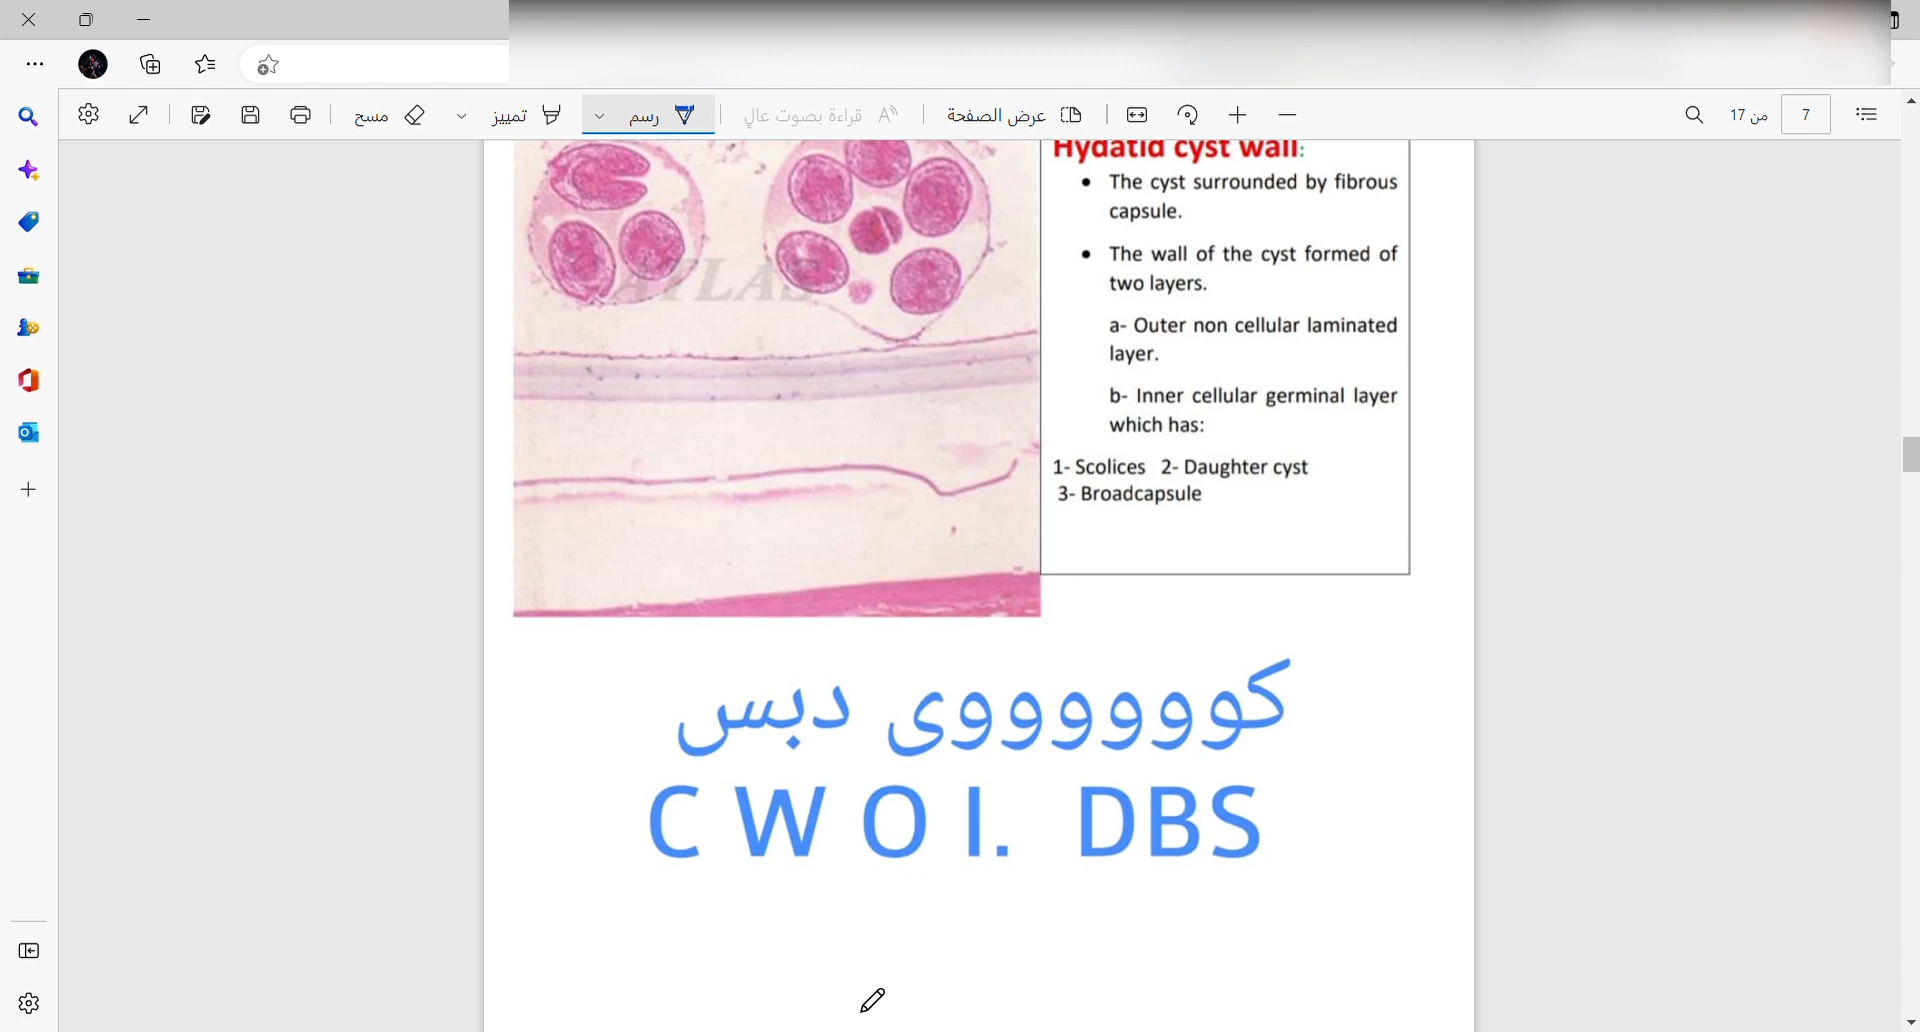 مسح
تمييز
رسم
قراءة بصوت عالٍ
عرض الصفحة
من 17
7
Hydatid cyst wall:
• The cyst surrounded by fibrous
capsule.
• The wall of the cyst formed of
two layers.
a- Outer non cellular laminated
layer.
b- Inner cellular germinal layer
which has:
1- Scolices 2- Daughter cyst
3- Broadcapsule
ATLAS
كووووووى دبس
C W O I. DBS